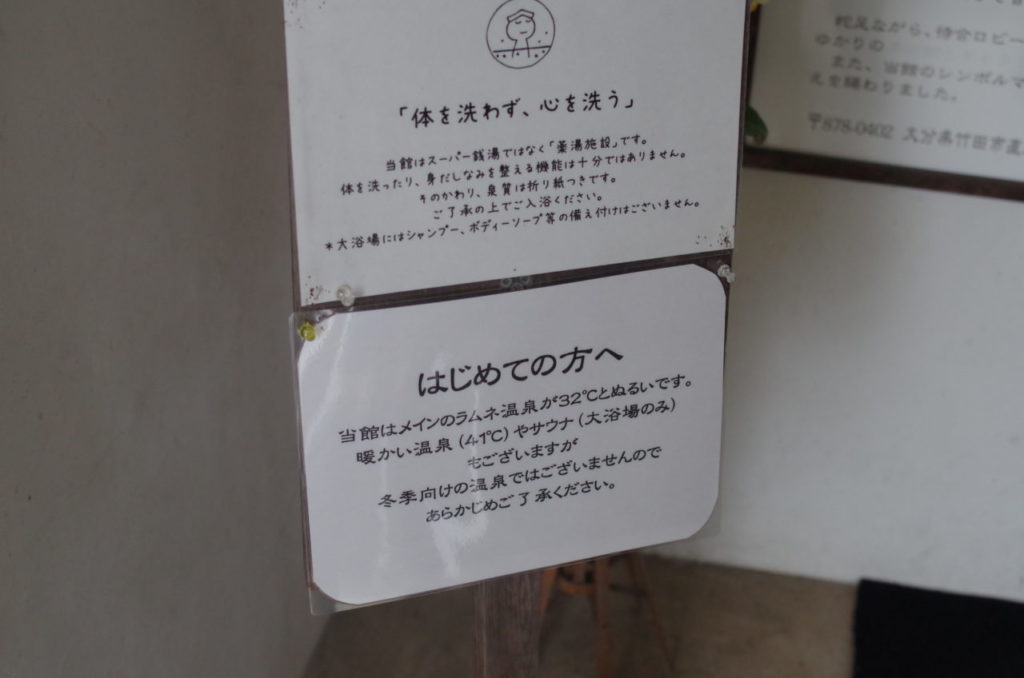 「体を洗わず、心を洗う」
当館はスーパー銭湯ではなく「薬湯施設」です。
体を洗ったり、身だしなみを整える機能は十分ではありません。
そのかわり、泉質は折り紙つきです。
ご了承の上でご入浴ください。
＊大浴場にはシャンプー、ボディーソープ等の備え付けはございません。
はじめての方へ
当館はメインのラムネ温泉が32℃とぬるいです。
暖かい温泉（41℃）やサウナ（大浴場のみ）
もございますが
冬季向けの温泉ではございませんので
あらかじめご了承ください。
蛇足ながら、待合ロビー
ゆかりの
また、当館のシンボルマ
えを賜わりました。
〒878-0402 大分県竹田市直